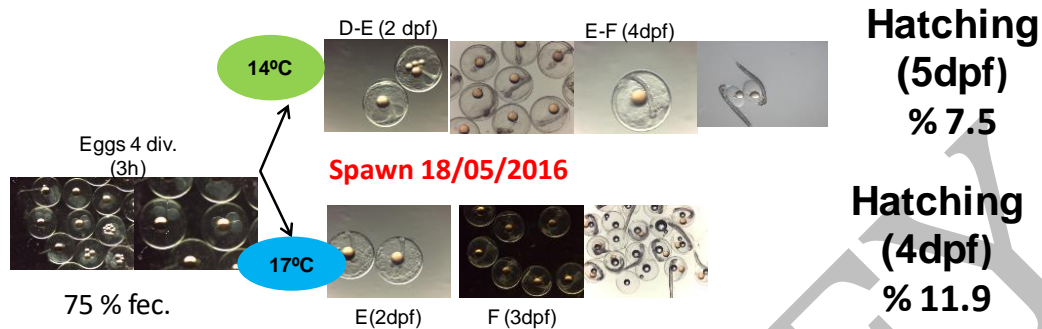 D-E (2 dpf)
E-F (4dpf)
Hatching
(5dpf)
% 7.5
14ºC
Eggs 4 div.
(3h)
Spawn 18/05/2016
Hatching
(4dpf)
% 11.9
17ºC
75 % fec.
E(2dpf)
F (3dpf)